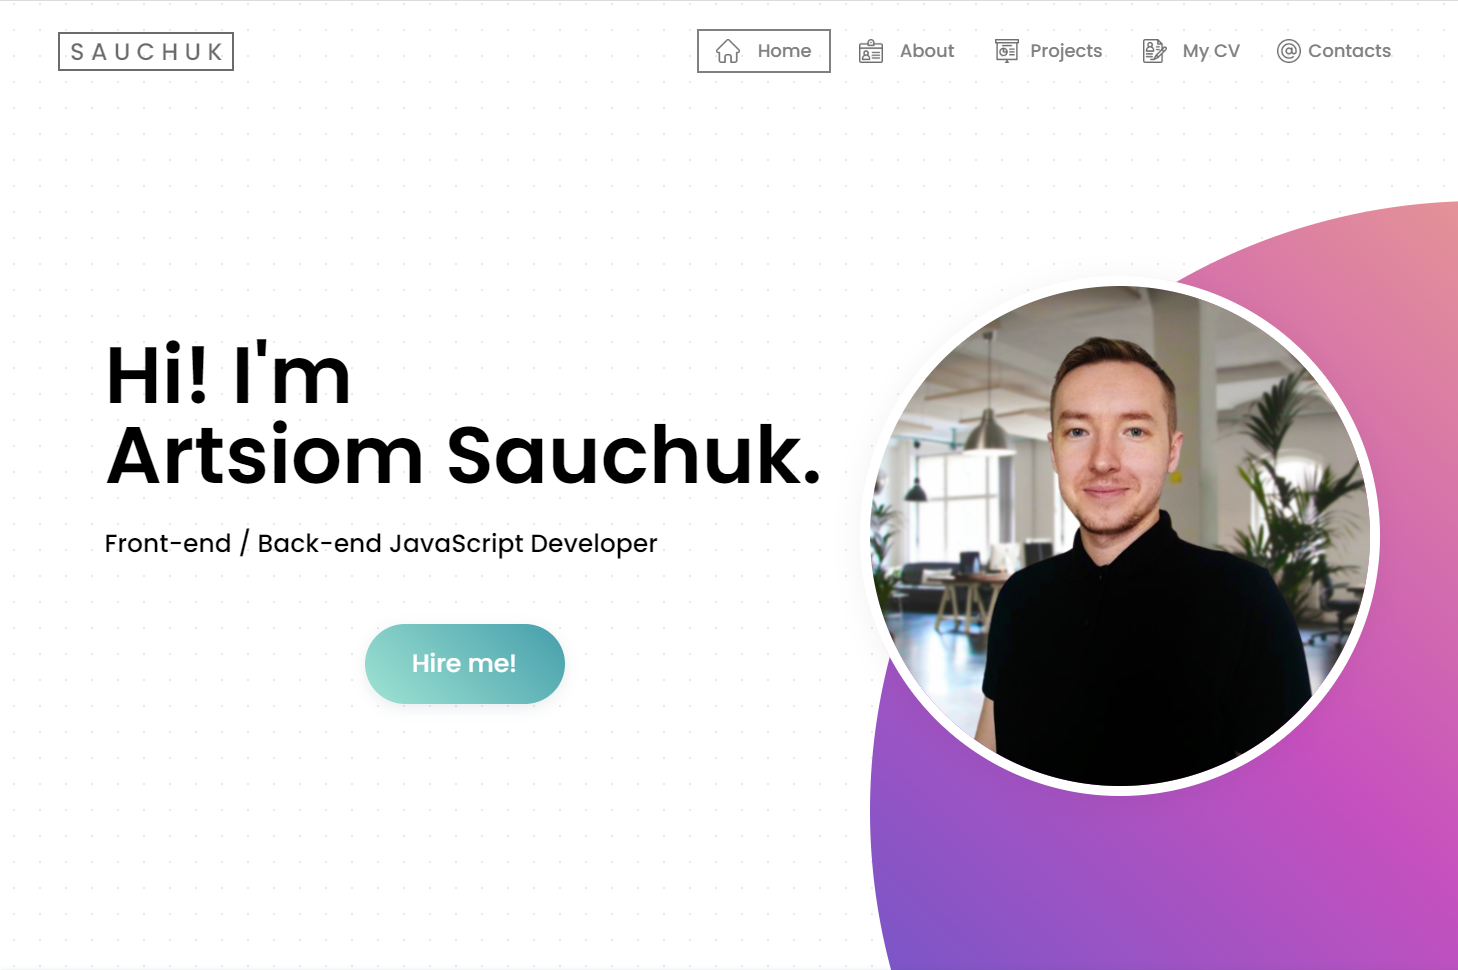 SAUCHUK
Home About Projects My CV Contacts
Hi! I'm
Artsiom Sauchuk.
Front-end / Back-end JavaScript Developer
Hire me!